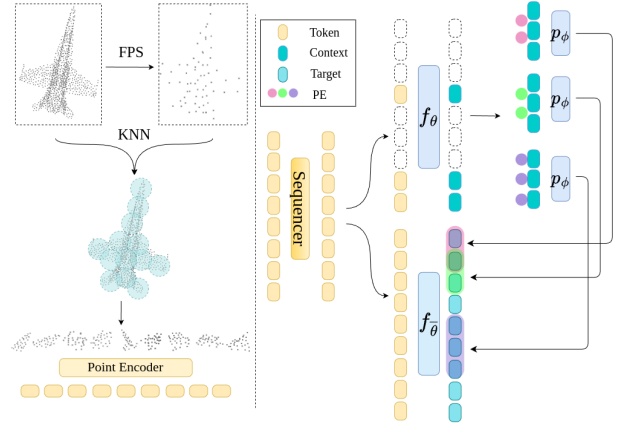 FPS
KNN
Point Encoder
Token
Context
Target
PE
Sequencer
f_θ
f_θ̄
p_ϕ
p_ϕ
p_ϕ